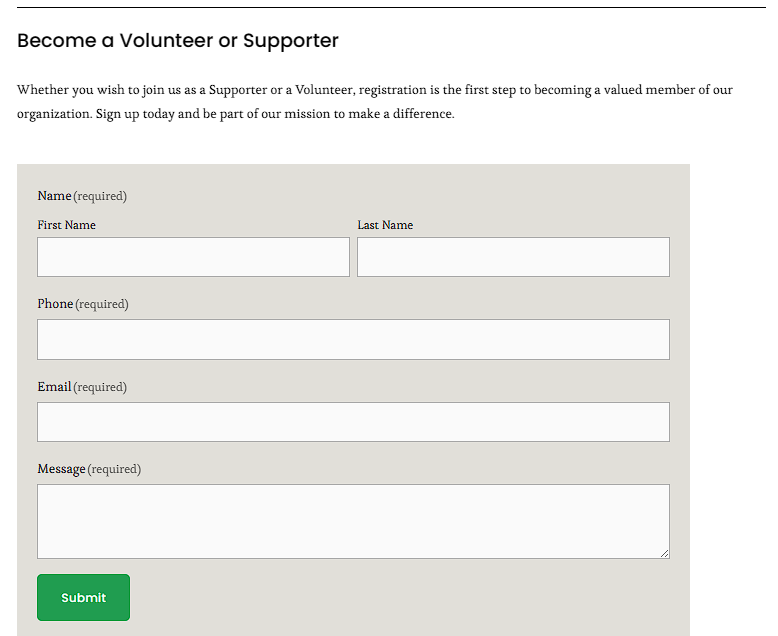 Become a Volunteer or Supporter
Whether you wish to join us as a Supporter or a Volunteer, registration is the first step to becoming a valued member of our
organization. Sign up today and be part of our mission to make a difference.
Name (required)
First Name Last Name
Phone (required)
Email (required)
Message (required)
Submit